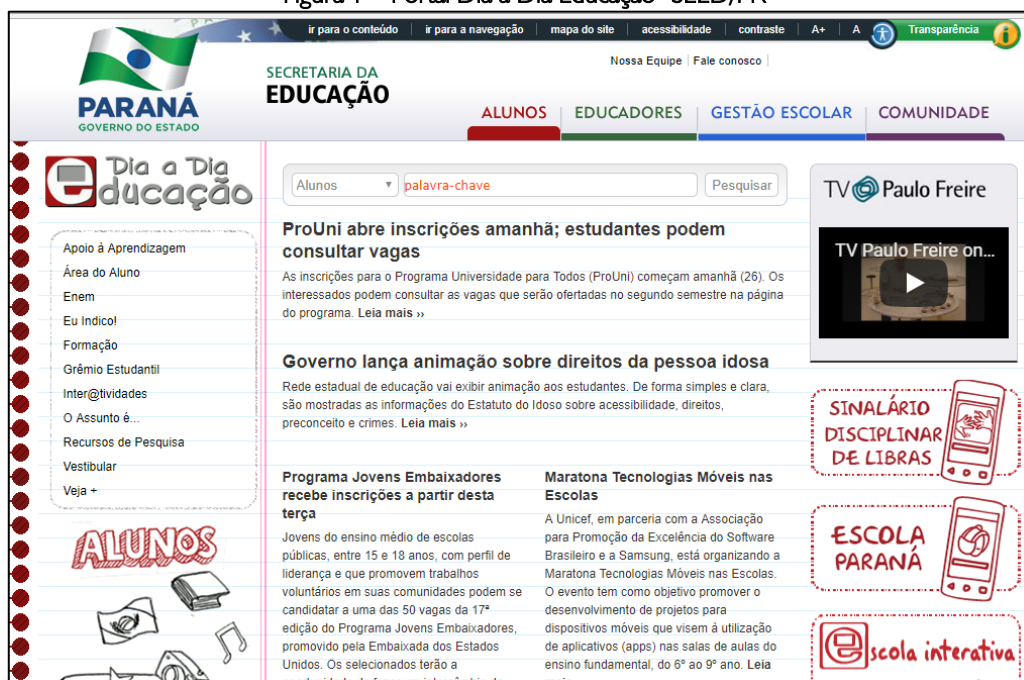 Figura 1 – Portal Dia a Dia Educação - SEED/PR
ir para o conteúdo
ir para a navegação
mapa do site
acessibilidade
contraste
A+
A
Transparência
i
Nossa Equipe
Fale conosco
PARANÁ
GOVERNO DO ESTADO
SECRETARIA DA
EDUCAÇÃO
ALUNOS
EDUCADORES
GESTÃO ESCOLAR
COMUNIDADE
Dia a Dia
educação
Apoio à Aprendizagem
Área do Aluno
Enem
Eu Indico!
Formação
Grêmio Estudantil
Inter@tividades
O Assunto é...
Recursos de Pesquisa
Vestibular
Veja +
ALUNOS
Alunos
palavra-chave
Pesquisar
ProUni abre inscrições amanhã; estudantes podem
consultar vagas
As inscrições para o Programa Universidade para Todos (ProUni) começam amanhã (26). Os
interessados podem consultar as vagas que serão ofertadas no segundo semestre na página
do programa. Leia mais ››
Governo lança animação sobre direitos da pessoa idosa
Rede estadual de educação vai exibir animação aos estudantes. De forma simples e clara,
são mostradas as informações do Estatuto do Idoso sobre acessibilidade, direitos,
preconceito e crimes. Leia mais ››
Programa Jovens Embaixadores
recebe inscrições a partir desta
terça
Jovens do ensino médio de escolas
públicas, entre 15 e 18 anos, com perfil de
liderança e que promovem trabalhos
voluntários em suas comunidades podem se
candidatar a uma das 50 vagas da 17ª
edição do Programa Jovens Embaixadores,
promovido pela Embaixada dos Estados
Unidos. Os selecionados terão a
Maratona Tecnologias Móveis nas
Escolas
A Unicef, em parceria com a Associação
para Promoção da Excelência do Software
Brasileiro e a Samsung, está organizando a
Maratona Tecnologias Móveis nas Escolas.
O evento tem como objetivo promover o
desenvolvimento de projetos para
dispositivos móveis que visem à utilização
de aplicativos (apps) nas salas de aulas do
ensino fundamental, do 6º ao 9º ano. Leia
TV Paulo Freire
TV Paulo Freire on...
SINALÁRIO
DISCIPLINAR
DE LIBRAS
ESCOLA
PARANÁ
escola interativa